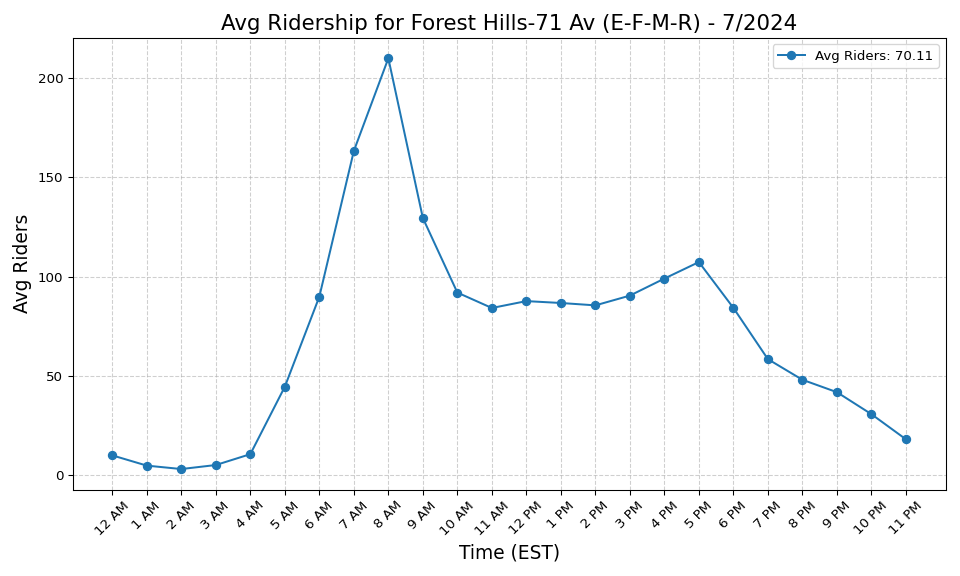 Avg Ridership for Forest Hills-71 Av (E-F-M-R) - 7/2024
Avg Riders: 70.11
Avg Riders
200
150
100
50
0
12 AM
1 AM
2 AM
3 AM
4 AM
5 AM
6 AM
7 AM
8 AM
9 AM
10 AM
11 AM
12 PM
1 PM
2 PM
3 PM
4 PM
5 PM
6 PM
7 PM
8 PM
9 PM
10 PM
11 PM
Time (EST)